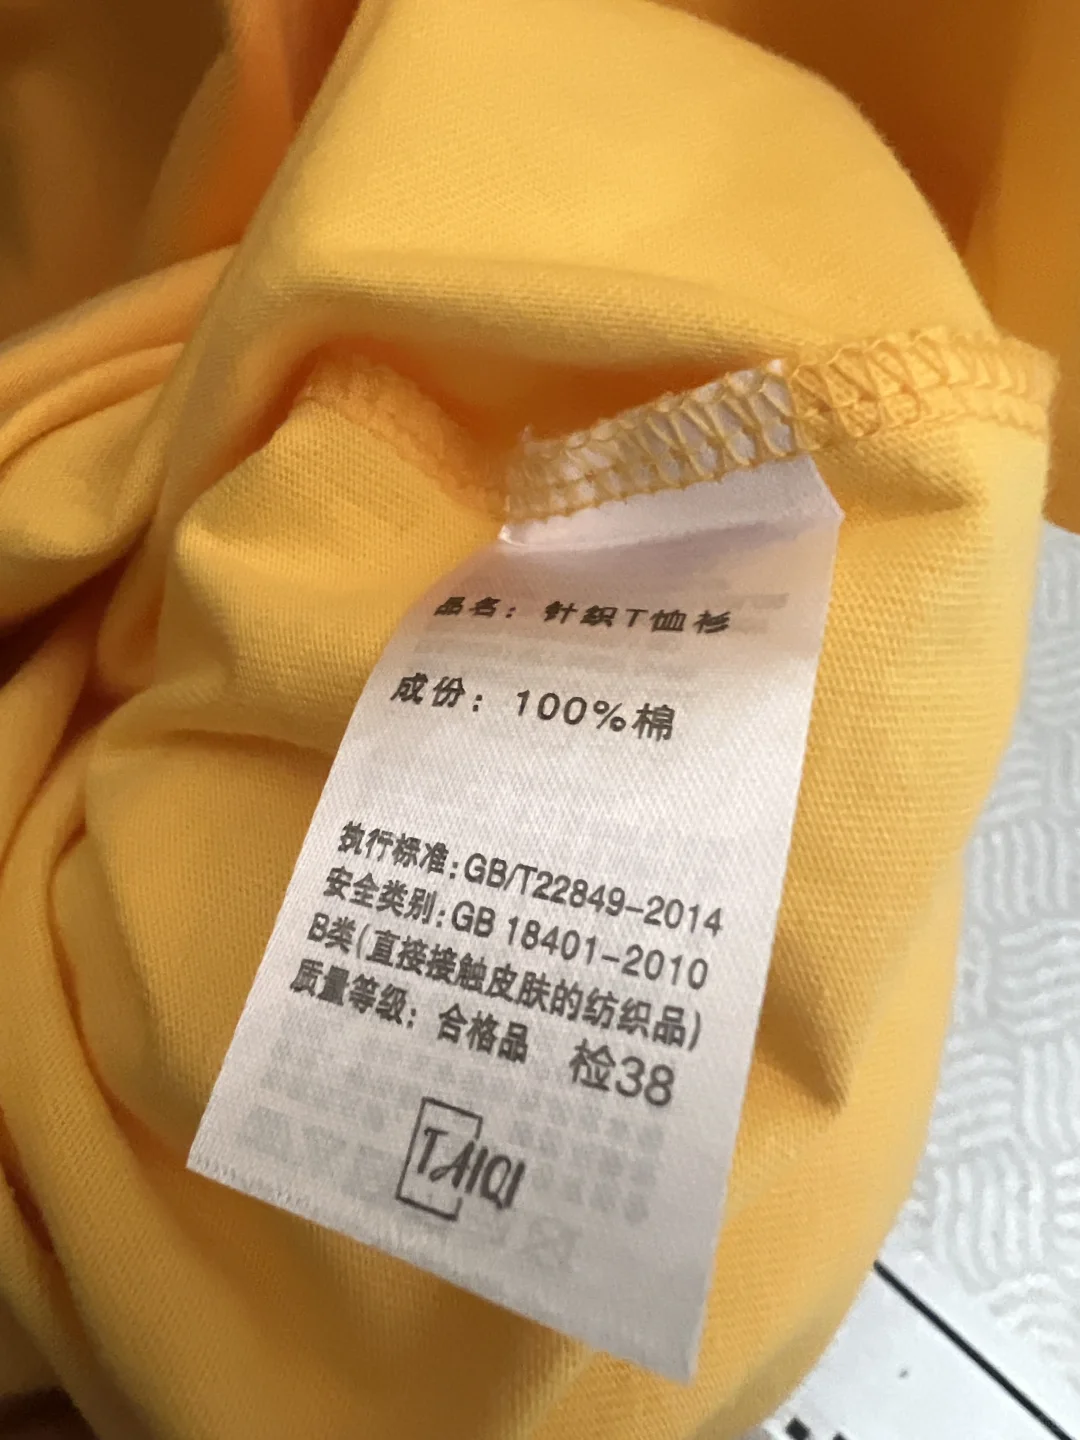 品名：针织T恤衫
成份：100%棉
执行标准:GB/T22849-2014
安全类别:GB 18401-2010
B类(直接接触皮肤的纺织品)
质量等级：合格品 检38
TAIQI